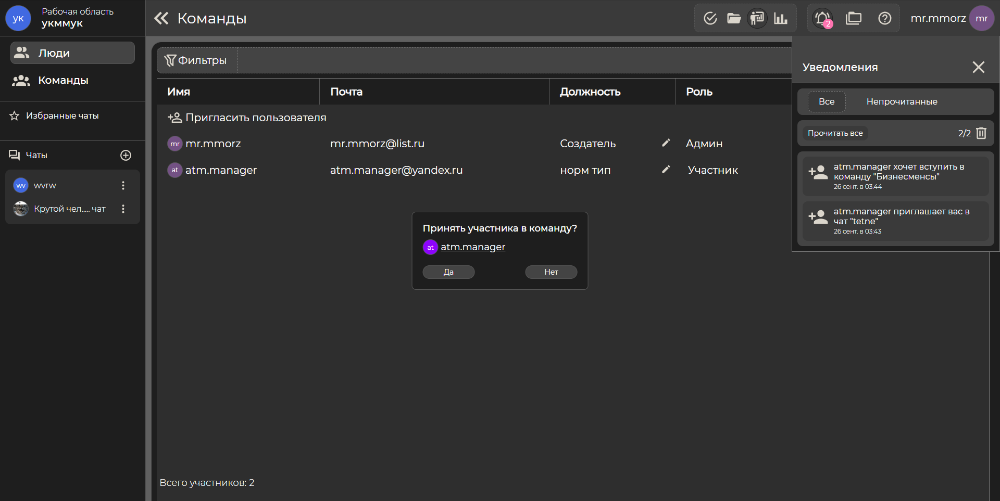 ук
Рабочая область
укммук
Команды
2
mr.mmorz
mr
Люди
Команды
Избранные чаты
Чаты
wv
wvrw
Крутой чел..... чат
Фильтры
Имя
Почта
Должность
Роль
Пригласить пользователя
mr
mr.mmorz
mr.mmorz@list.ru
Создатель
Админ
at
atm.manager
atm.manager@yandex.ru
норм тип
Участник
Принять участника в команду?
at
atm.manager
Да
Нет
Всего участников: 2
Уведомления
Все
Непрочитанные
Прочитать все
2/2
atm.manager хочет вступить в
команду "Бизнесменсы"
26 сент. в 03:44
atm.manager приглашает вас в
чат "tetne"
26 сент. в 03:43